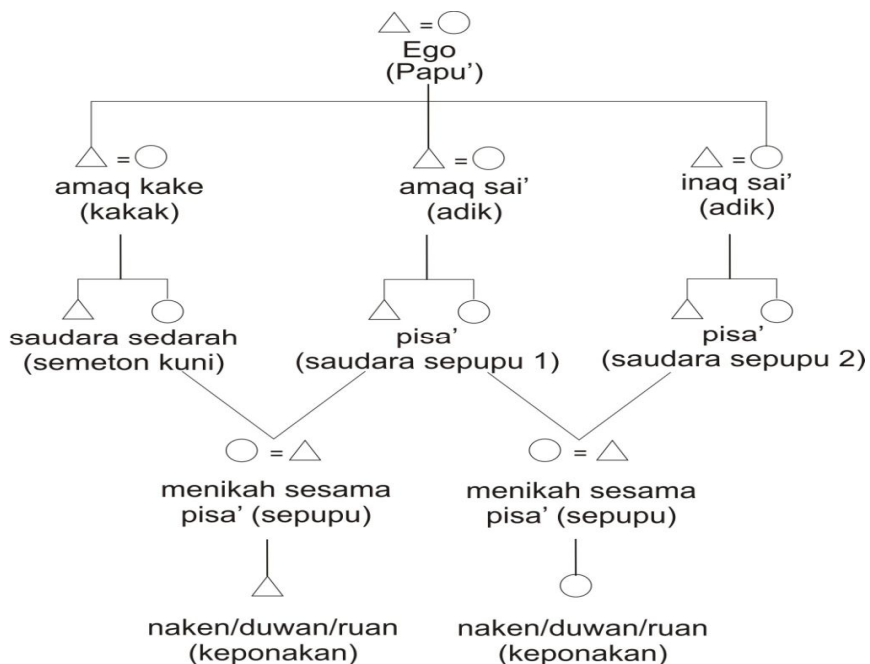 Ego
(Papu')
amaq kake
(kakak)
amaq sai'
(adik)
inaq sai'
(adik)
saudara sedarah
(semeton kuni)
pisa'
(saudara sepupu 1)
pisa'
(saudara sepupu 2)
menikah sesama
pisa' (sepupu)
menikah sesama
pisa' (sepupu)
naken/duwan/ruan
(keponakan)
naken/duwan/ruan
(keponakan)